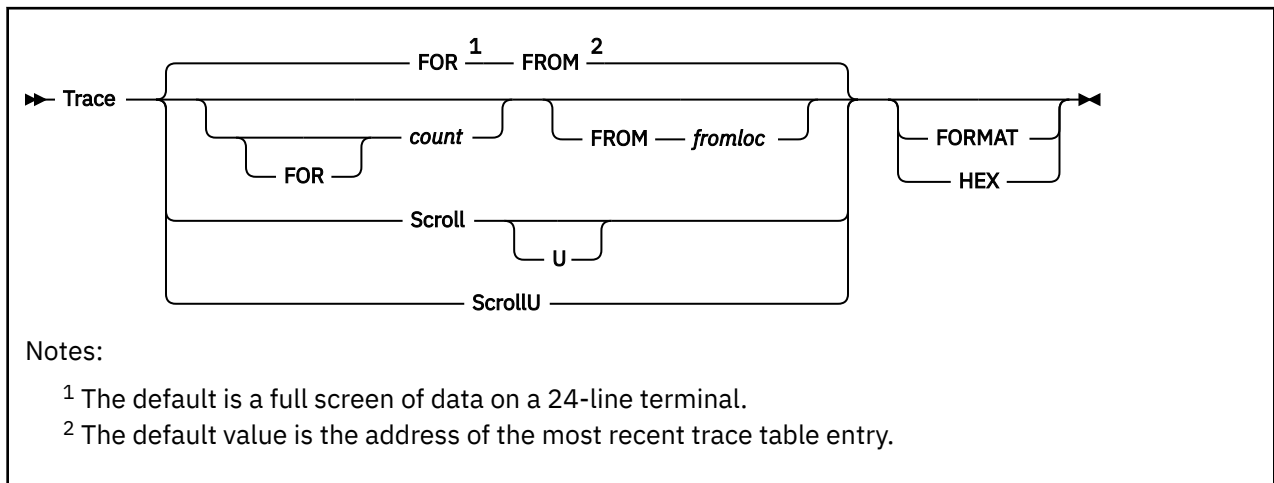 FOR 1 FROM 2
Trace
count
FROM fromloc
FORMAT
FOR
HEX
Scroll
U
ScrollU
Notes:
1 The default is a full screen of data on a 24-line terminal.
2 The default value is the address of the most recent trace table entry.